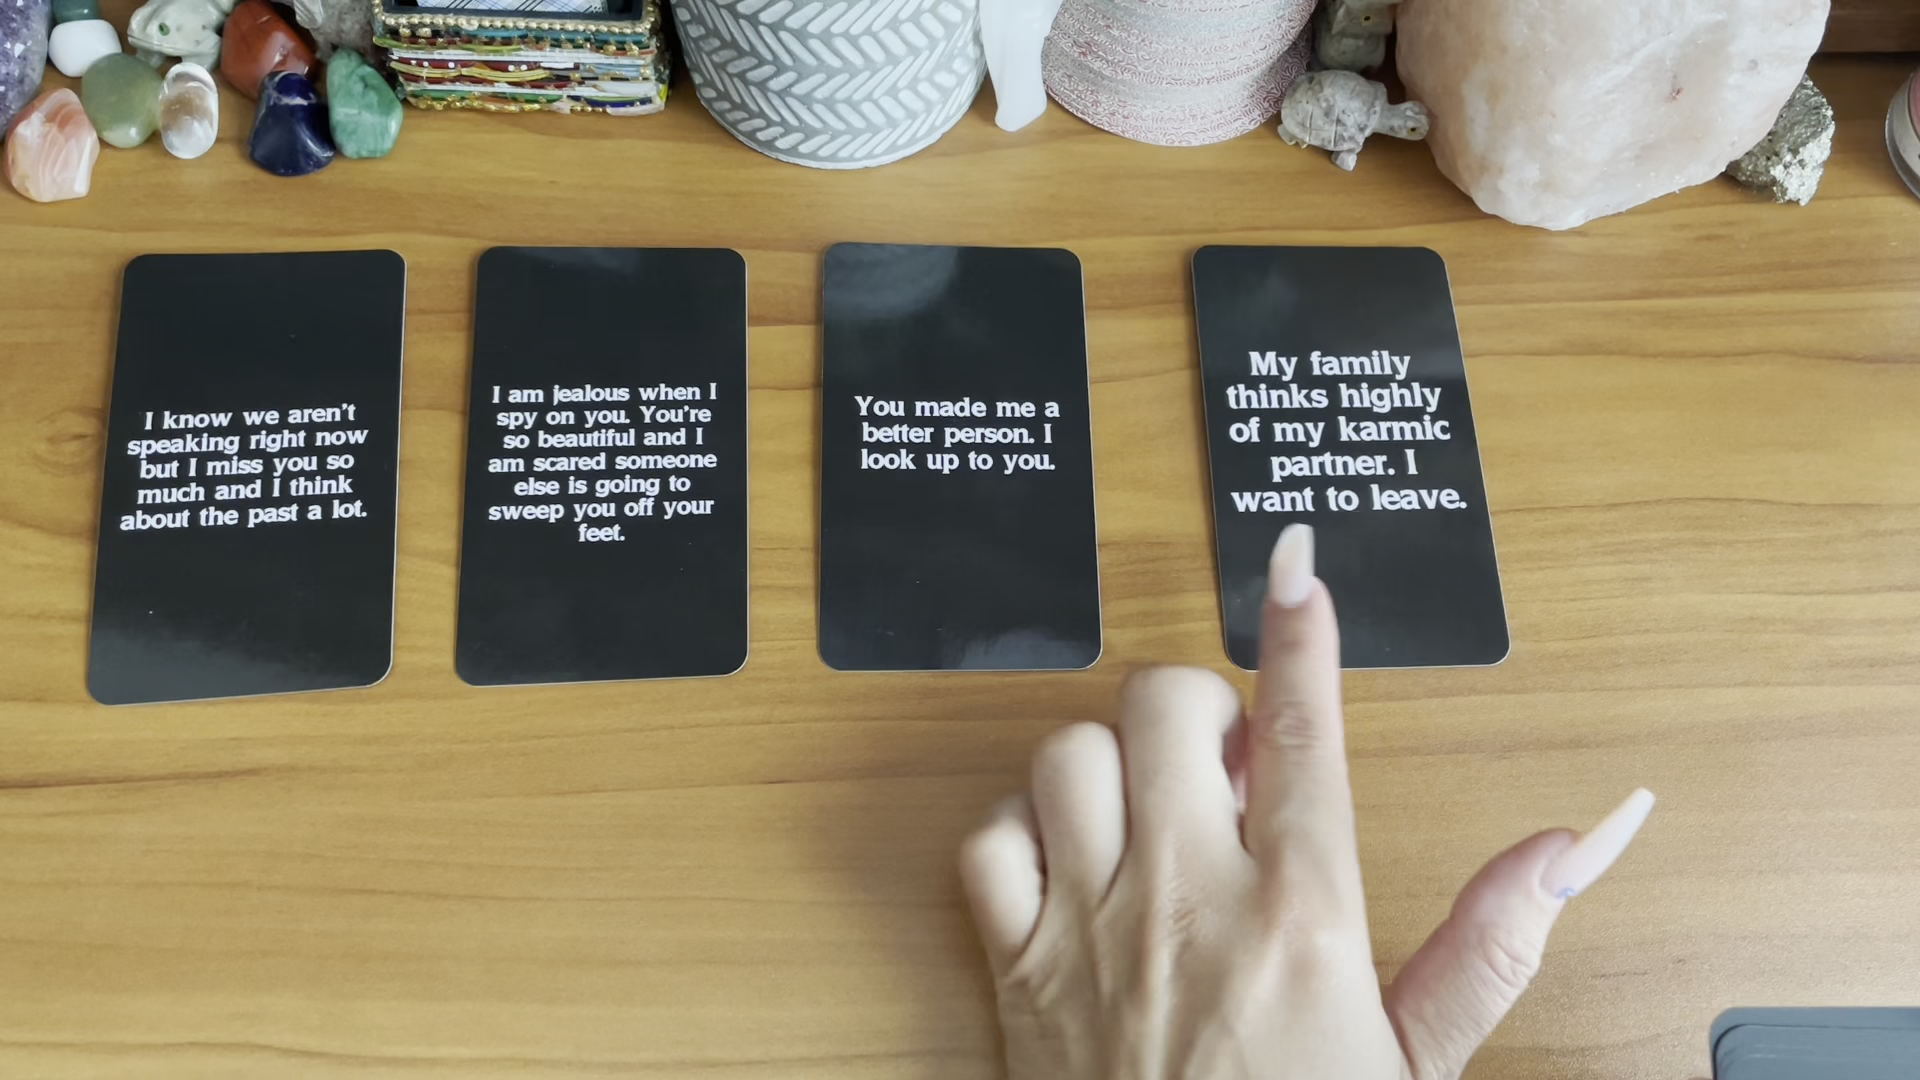 I know we aren't
speaking right now
but I miss you so
much and I think
about the past a lot.
I am jealous when I
spy on you. You're
so beautiful and I
am scared someone
else is going to
sweep you off your
feet.
You made me a
better person. I
look up to you.
My family
thinks highly
of my karmic
partner. I
want to leave.